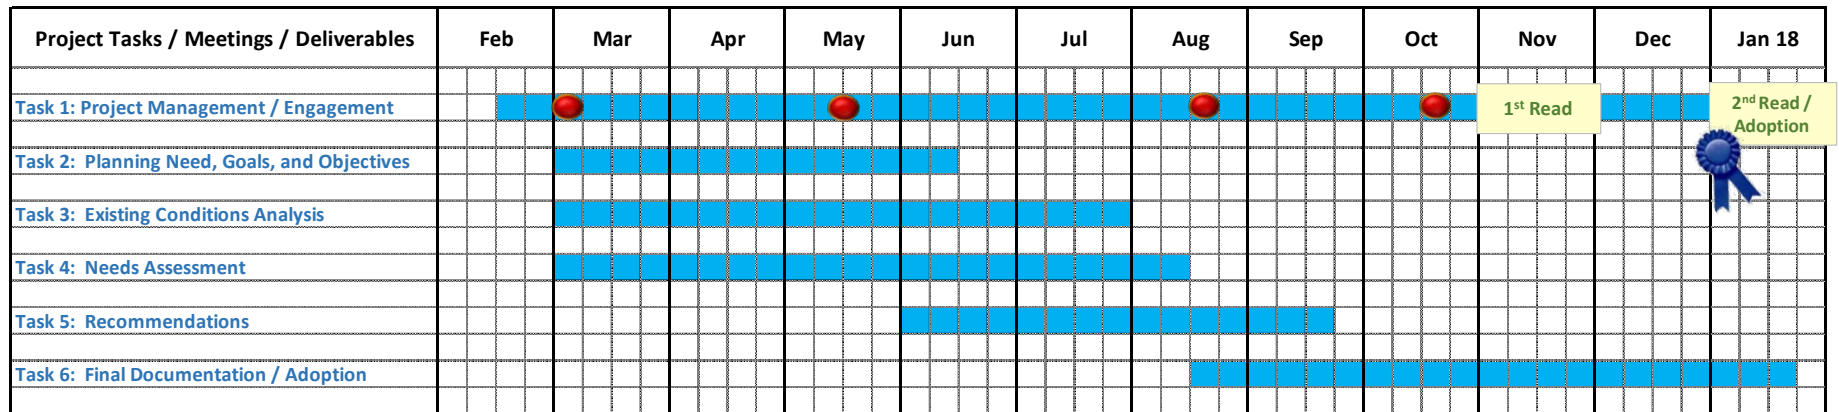 Project Tasks / Meetings / Deliverables Feb Mar Apr May Jun Jul Aug Sep Oct Nov Dec Jan 18
Task 1: Project Management / Engagement 1st Read 2nd Read /
Adoption
Task 2:  Planning Need, Goals, and Objectives
Task 3:  Existing Conditions Analysis
Task 4:  Needs Assessment
Task 5:  Recommendations
Task 6:  Final Documentation / Adoption